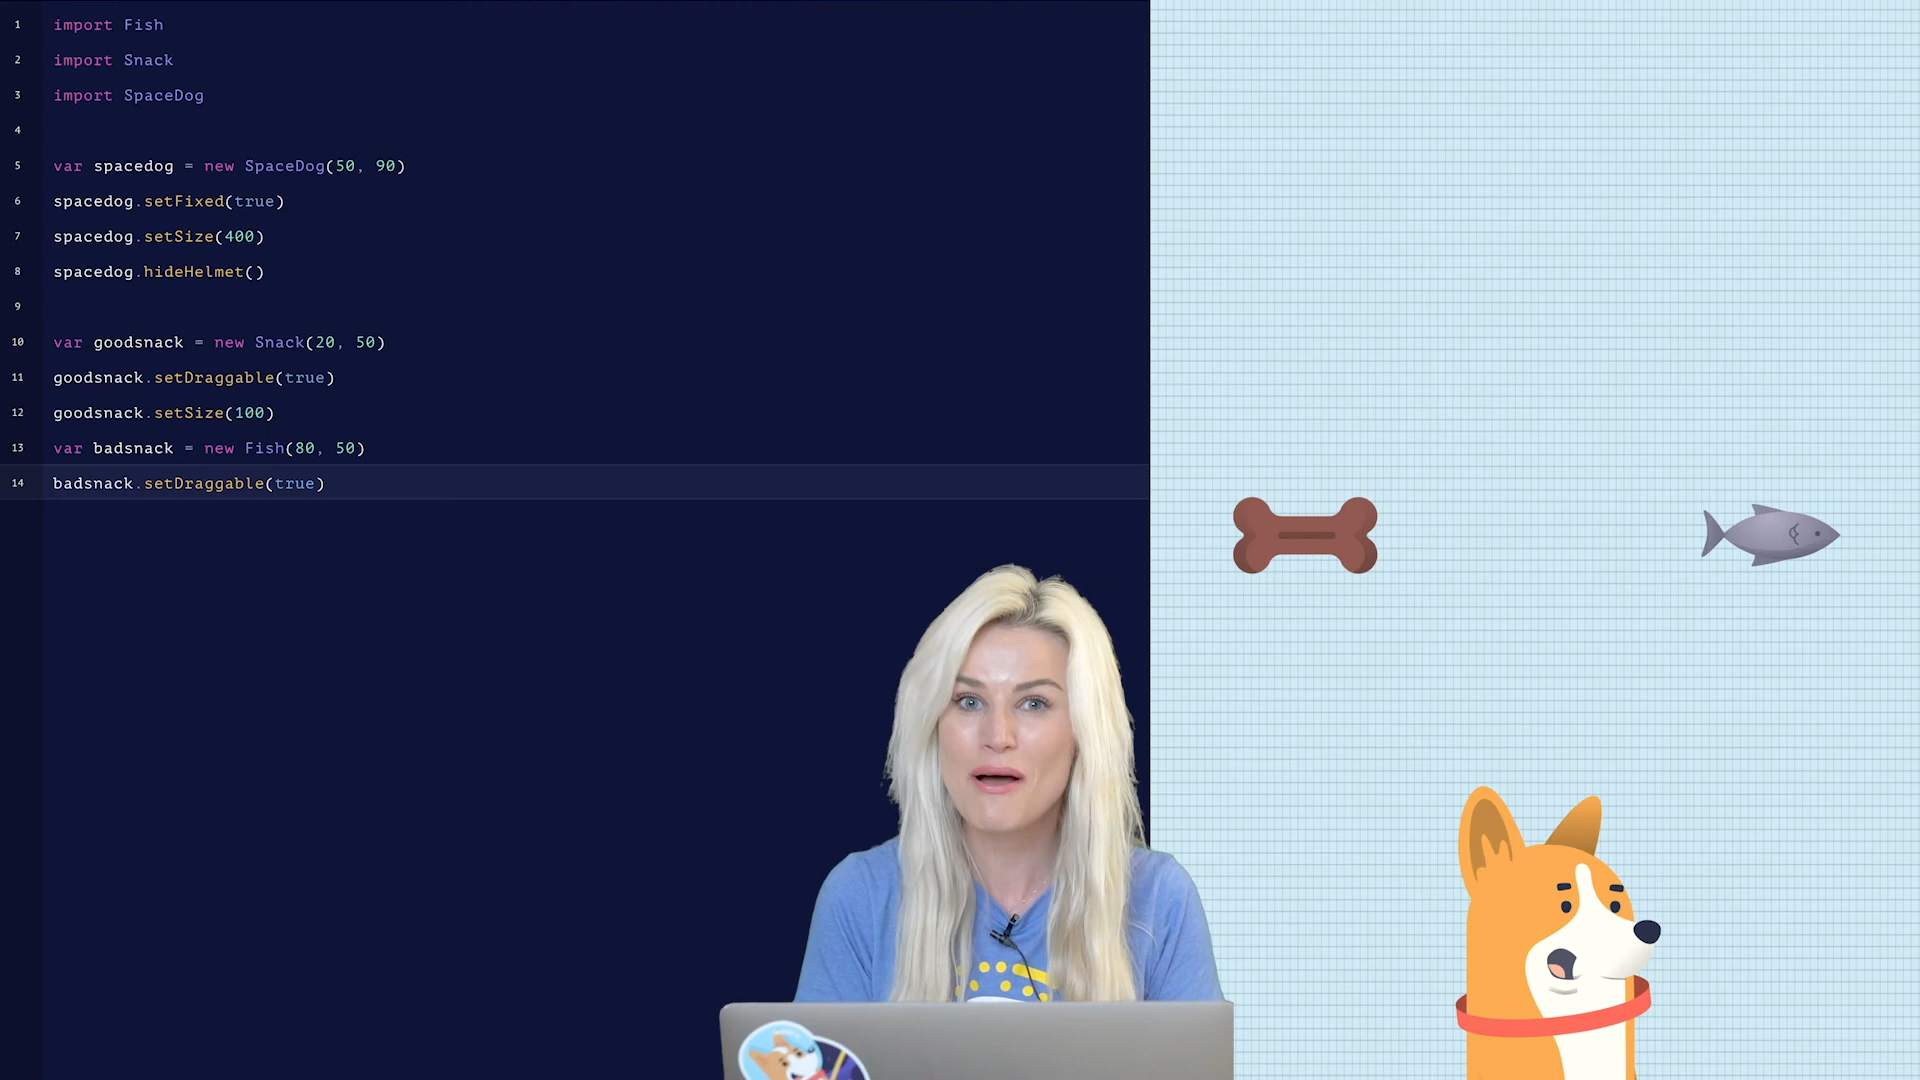 1 import Fish
2 import Snack
3 import SpaceDog
4
5 var spacedog = new SpaceDog(50, 90)
6 spacedog.setFixed(true)
7 spacedog.setSize(400)
8 spacedog.hideHelmet()
9
10 var goodsnack = new Snack(20, 50)
11 goodsnack.setDraggable(true)
12 goodsnack.setSize(100)
13 var badsnack = new Fish(80, 50)
14 badsnack.setDraggable(true)